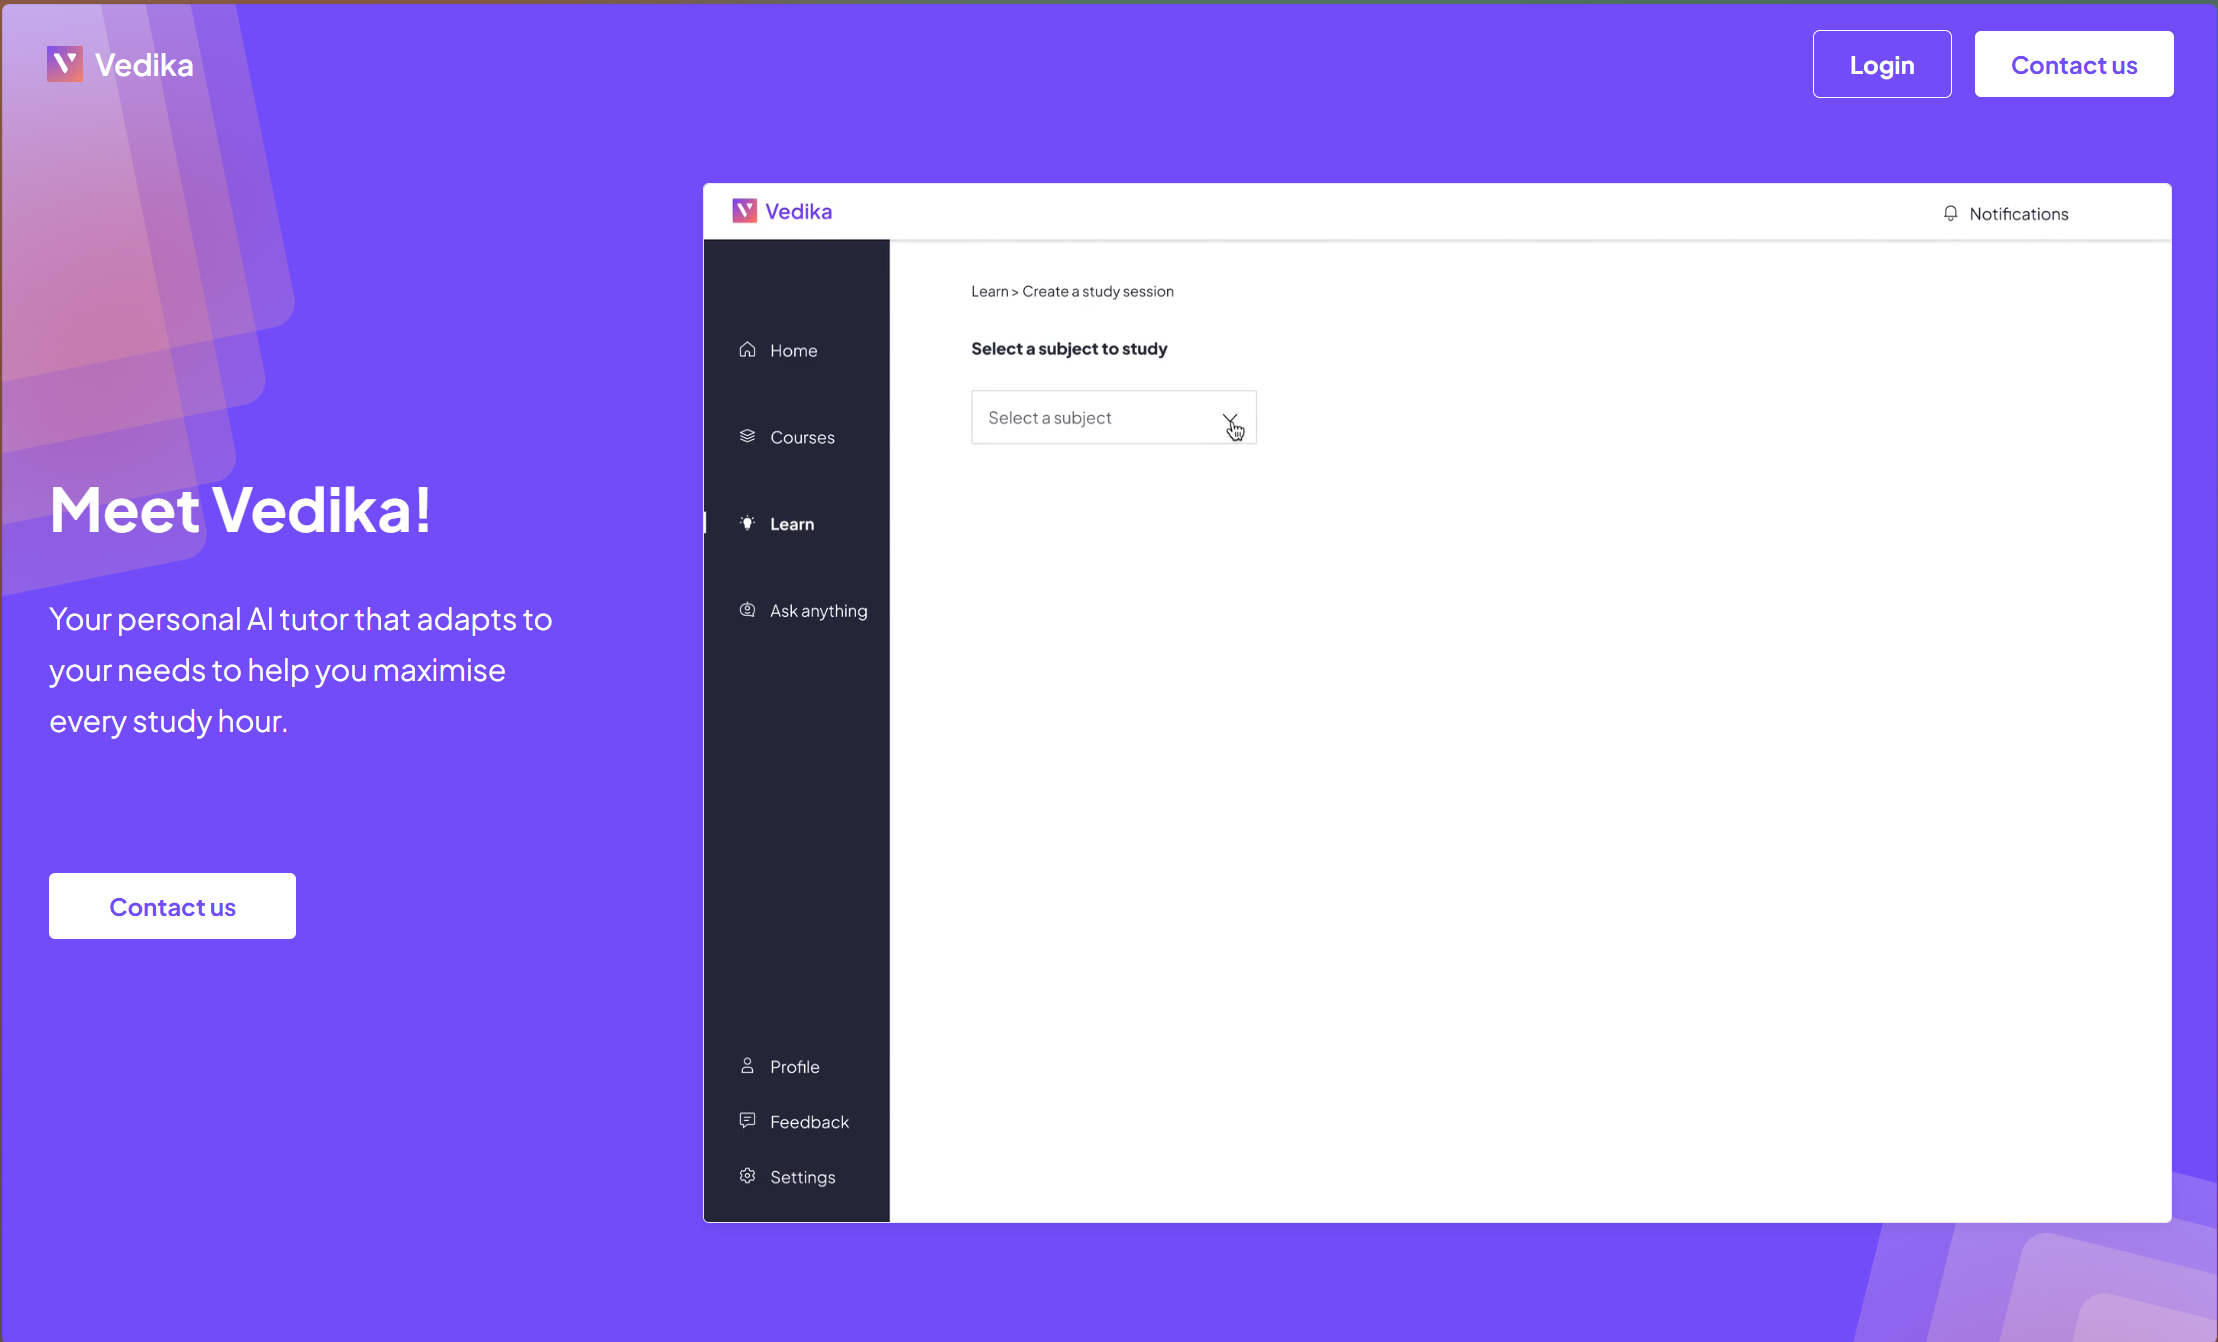 Vedika
Login
Contact us
Meet Vedika!
Your personal AI tutor that adapts to
your needs to help you maximise
every study hour.
Contact us
Vedika
Notifications
Home
Courses
Learn
Ask anything
Profile
Feedback
Settings
Learn > Create a study session
Select a subject to study
Select a subject